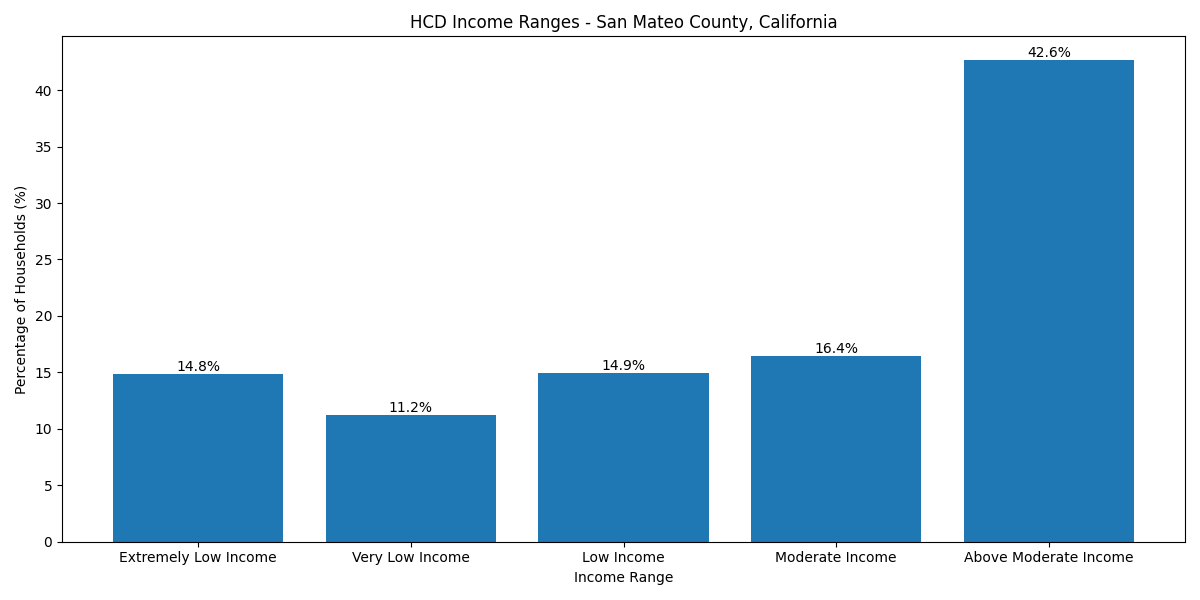 HCD Income Ranges - San Mateo County, California
42.6%
40
35
30
25
20
15
10
5
0
Percentage of Households (%)
14.8%
11.2%
14.9%
16.4%
Extremely Low Income
Very Low Income
Low Income
Moderate Income
Above Moderate Income
Income Range